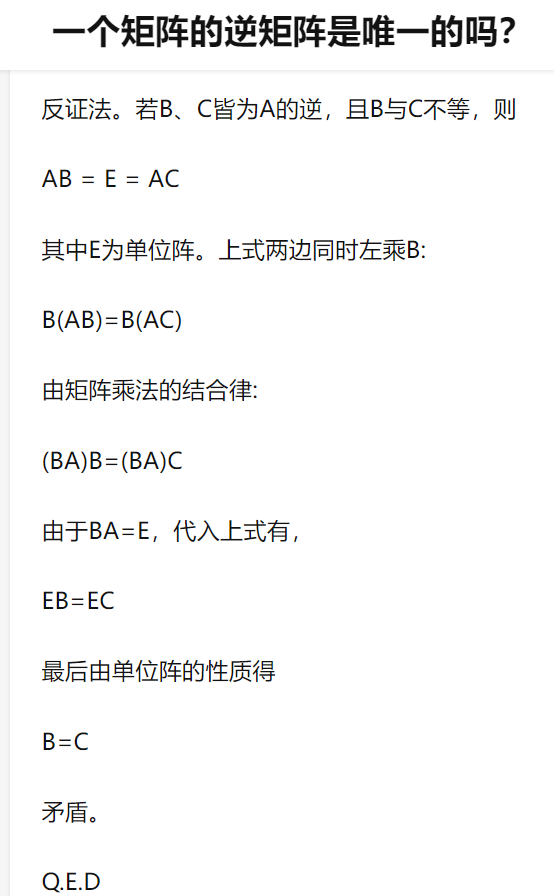 一个矩阵的逆矩阵是唯一的吗？
反证法。若B、C皆为A的逆，且B与C不等，则
AB = E = AC
其中E为单位阵。上式两边同时左乘B:
B(AB)=B(AC)
由矩阵乘法的结合律:
(BA)B=(BA)C
由于BA=E，代入上式有，
EB=EC
最后由单位阵的性质得
B=C
矛盾。
Q.E.D